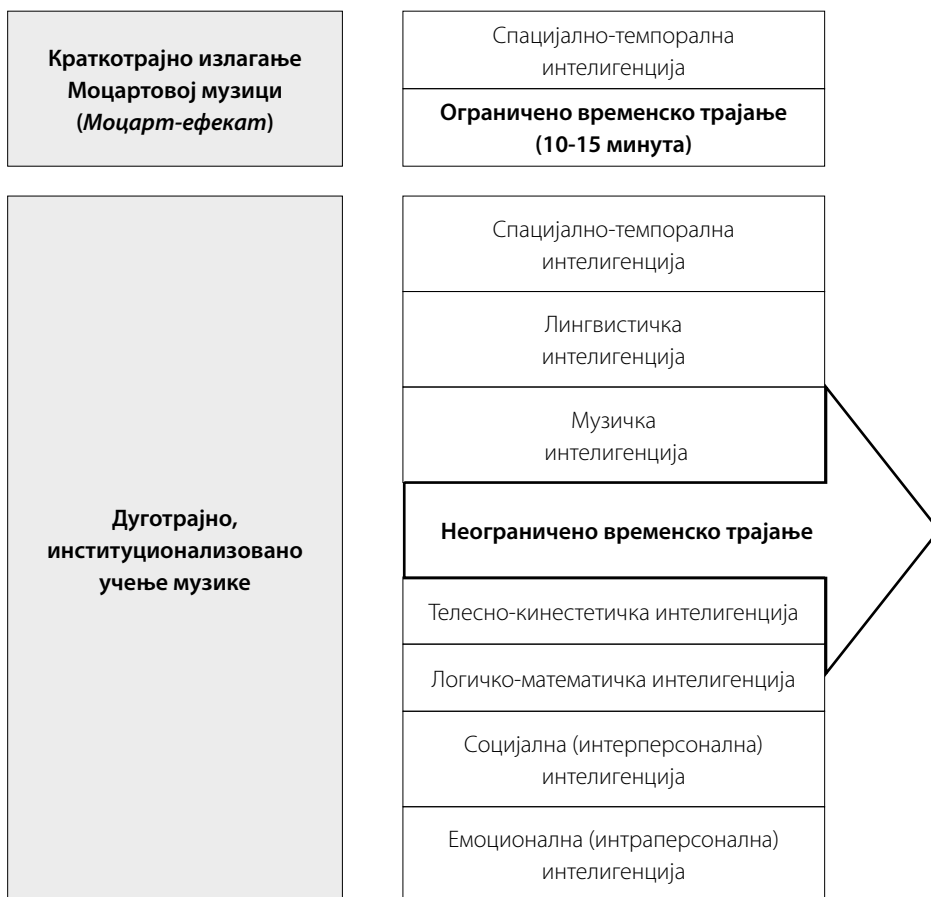 Краткотрајно излагање
Моцартовој музици
(Моцарт-ефекат)
Спацијално-темпорална
интелигенција
Ограничено временско трајање
(10-15 минута)
Дуготрајно,
институционализовано
учење музике
Спацијално-темпорална
интелигенција
Лингвистичка
интелигенција
Музичка
интелигенција
Неограничено временско трајање
Телесно-кинестетичка интелигенција
Логичко-математичка интелигенција
Социјална (интерперсонална)
интелигенција
Емоционална (интраперсонална)
интелигенција